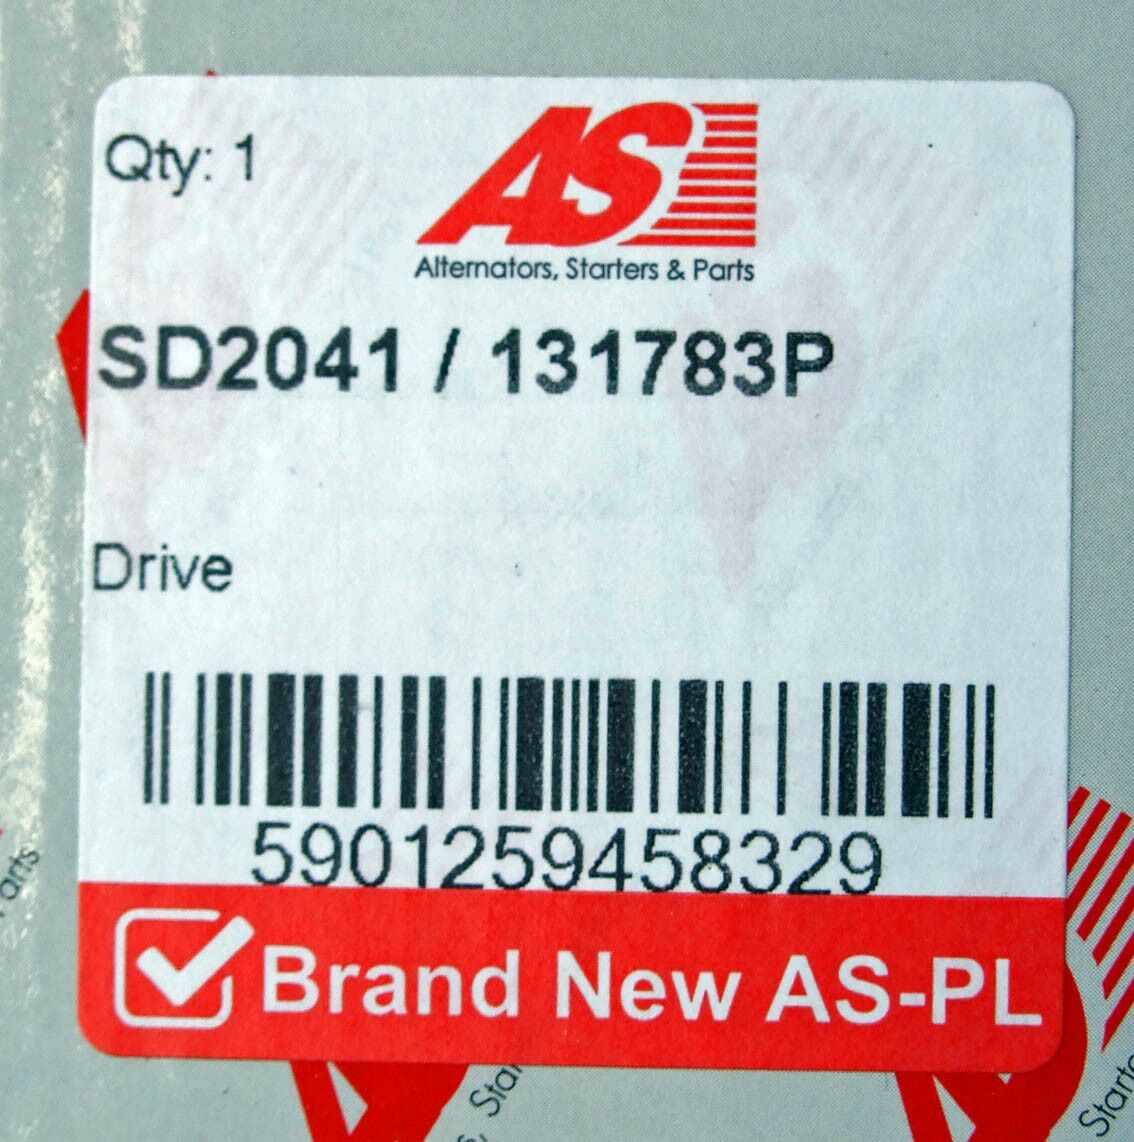 Qty: 1
AS
Alternators, Starters & Parts
SD2041 / 131783P
Drive
5901259458329
Brand New AS-PL